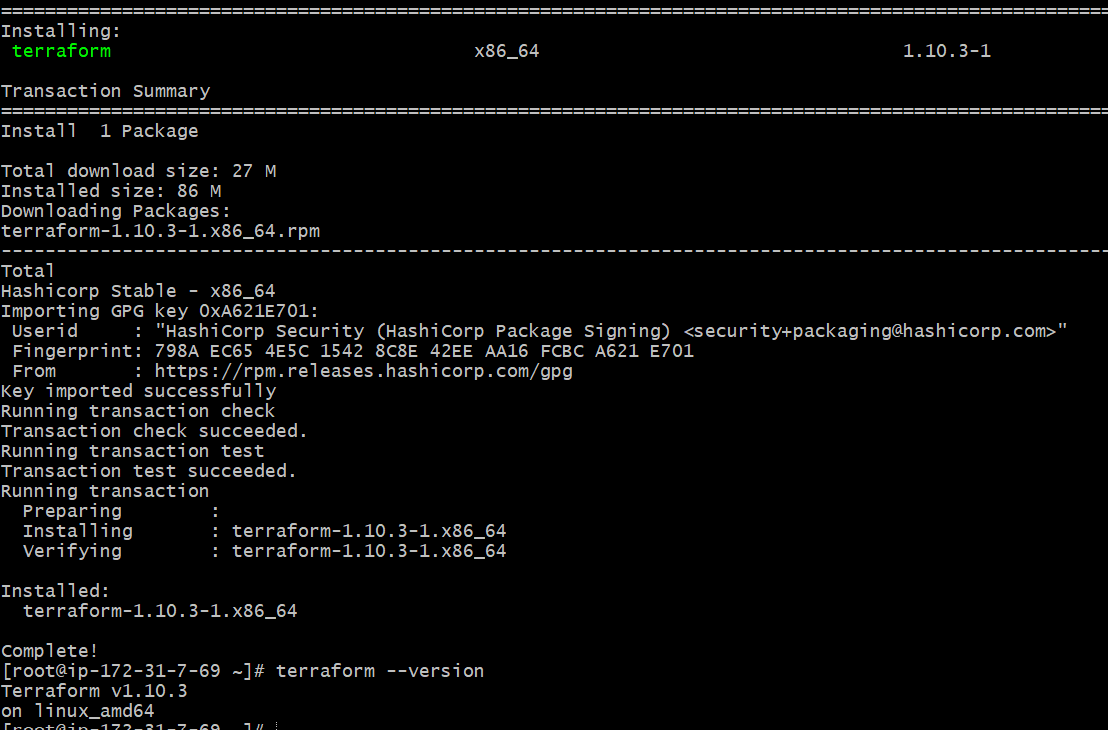 ================================================================================
Installing:
 terraform                                 x86_64                                 1.10.3-1
Transaction Summary
================================================================================
Install  1 Package
Total download size: 27 M
Installed size: 86 M
Downloading Packages:
terraform-1.10.3-1.x86_64.rpm
--------------------------------------------------------------------------------
Total
Hashicorp Stable - x86_64
Importing GPG key 0xA621E701:
 Userid     : "HashiCorp Security (HashiCorp Package Signing) <security+packaging@hashicorp.com>"
 Fingerprint: 798A EC65 4E5C 1542 8C8E 42EE AA16 FCBC A621 E701
 From       : https://rpm.releases.hashicorp.com/gpg
Key imported successfully
Running transaction check
Transaction check succeeded.
Running transaction test
Transaction test succeeded.
Running transaction
  Preparing        :
  Installing       : terraform-1.10.3-1.x86_64
  Verifying        : terraform-1.10.3-1.x86_64
Installed:
  terraform-1.10.3-1.x86_64
Complete!
[root@ip-172-31-7-69 ~]# terraform --version
Terraform v1.10.3
on linux_amd64
[root@ip-172-31-7-69 ~]#